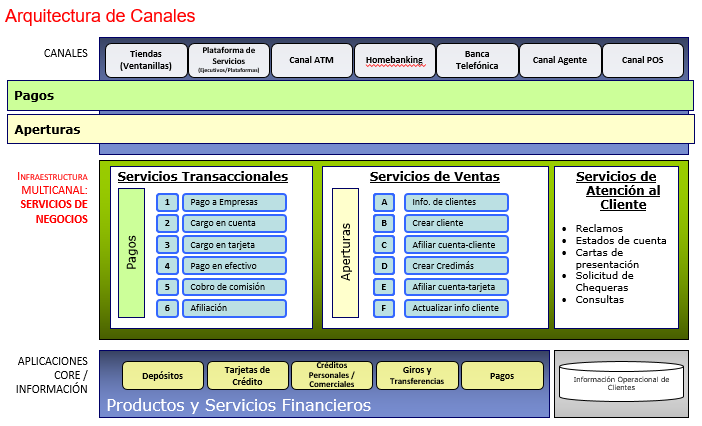 Arquitectura de Canales
CANALES
Tiendas
(Ventanillas)
Plataforma de
Servicios
(Ejecutivos/Plataformas)
Canal ATM
Homebanking
Banca
Telefónica
Canal Agente
Canal POS
Pagos
Aperturas
INFRAESTRUCTURA
MULTICANAL:
SERVICIOS DE
NEGOCIOS
Servicios Transaccionales
Pagos
1 Pago a Empresas
2 Cargo en cuenta
3 Cargo en tarjeta
4 Pago en efectivo
5 Cobro de comisión
6 Afiliación
Servicios de Ventas
Aperturas
A Info. de clientes
B Crear cliente
C Afiliar cuenta-cliente
D Crear Credimás
E Afiliar cuenta-tarjeta
F Actualizar info cliente
Servicios de
Atención al
Cliente
• Reclamos
• Estados de cuenta
• Cartas de
presentación
• Solicitud de
Chequeras
• Consultas
APLICACIONES
CORE /
INFORMACIÓN
Depósitos
Tarjetas de
Crédito
Créditos
Personales /
Comerciales
Giros y
Transferencias
Pagos
Productos y Servicios Financieros
Información Operacional de
Clientes